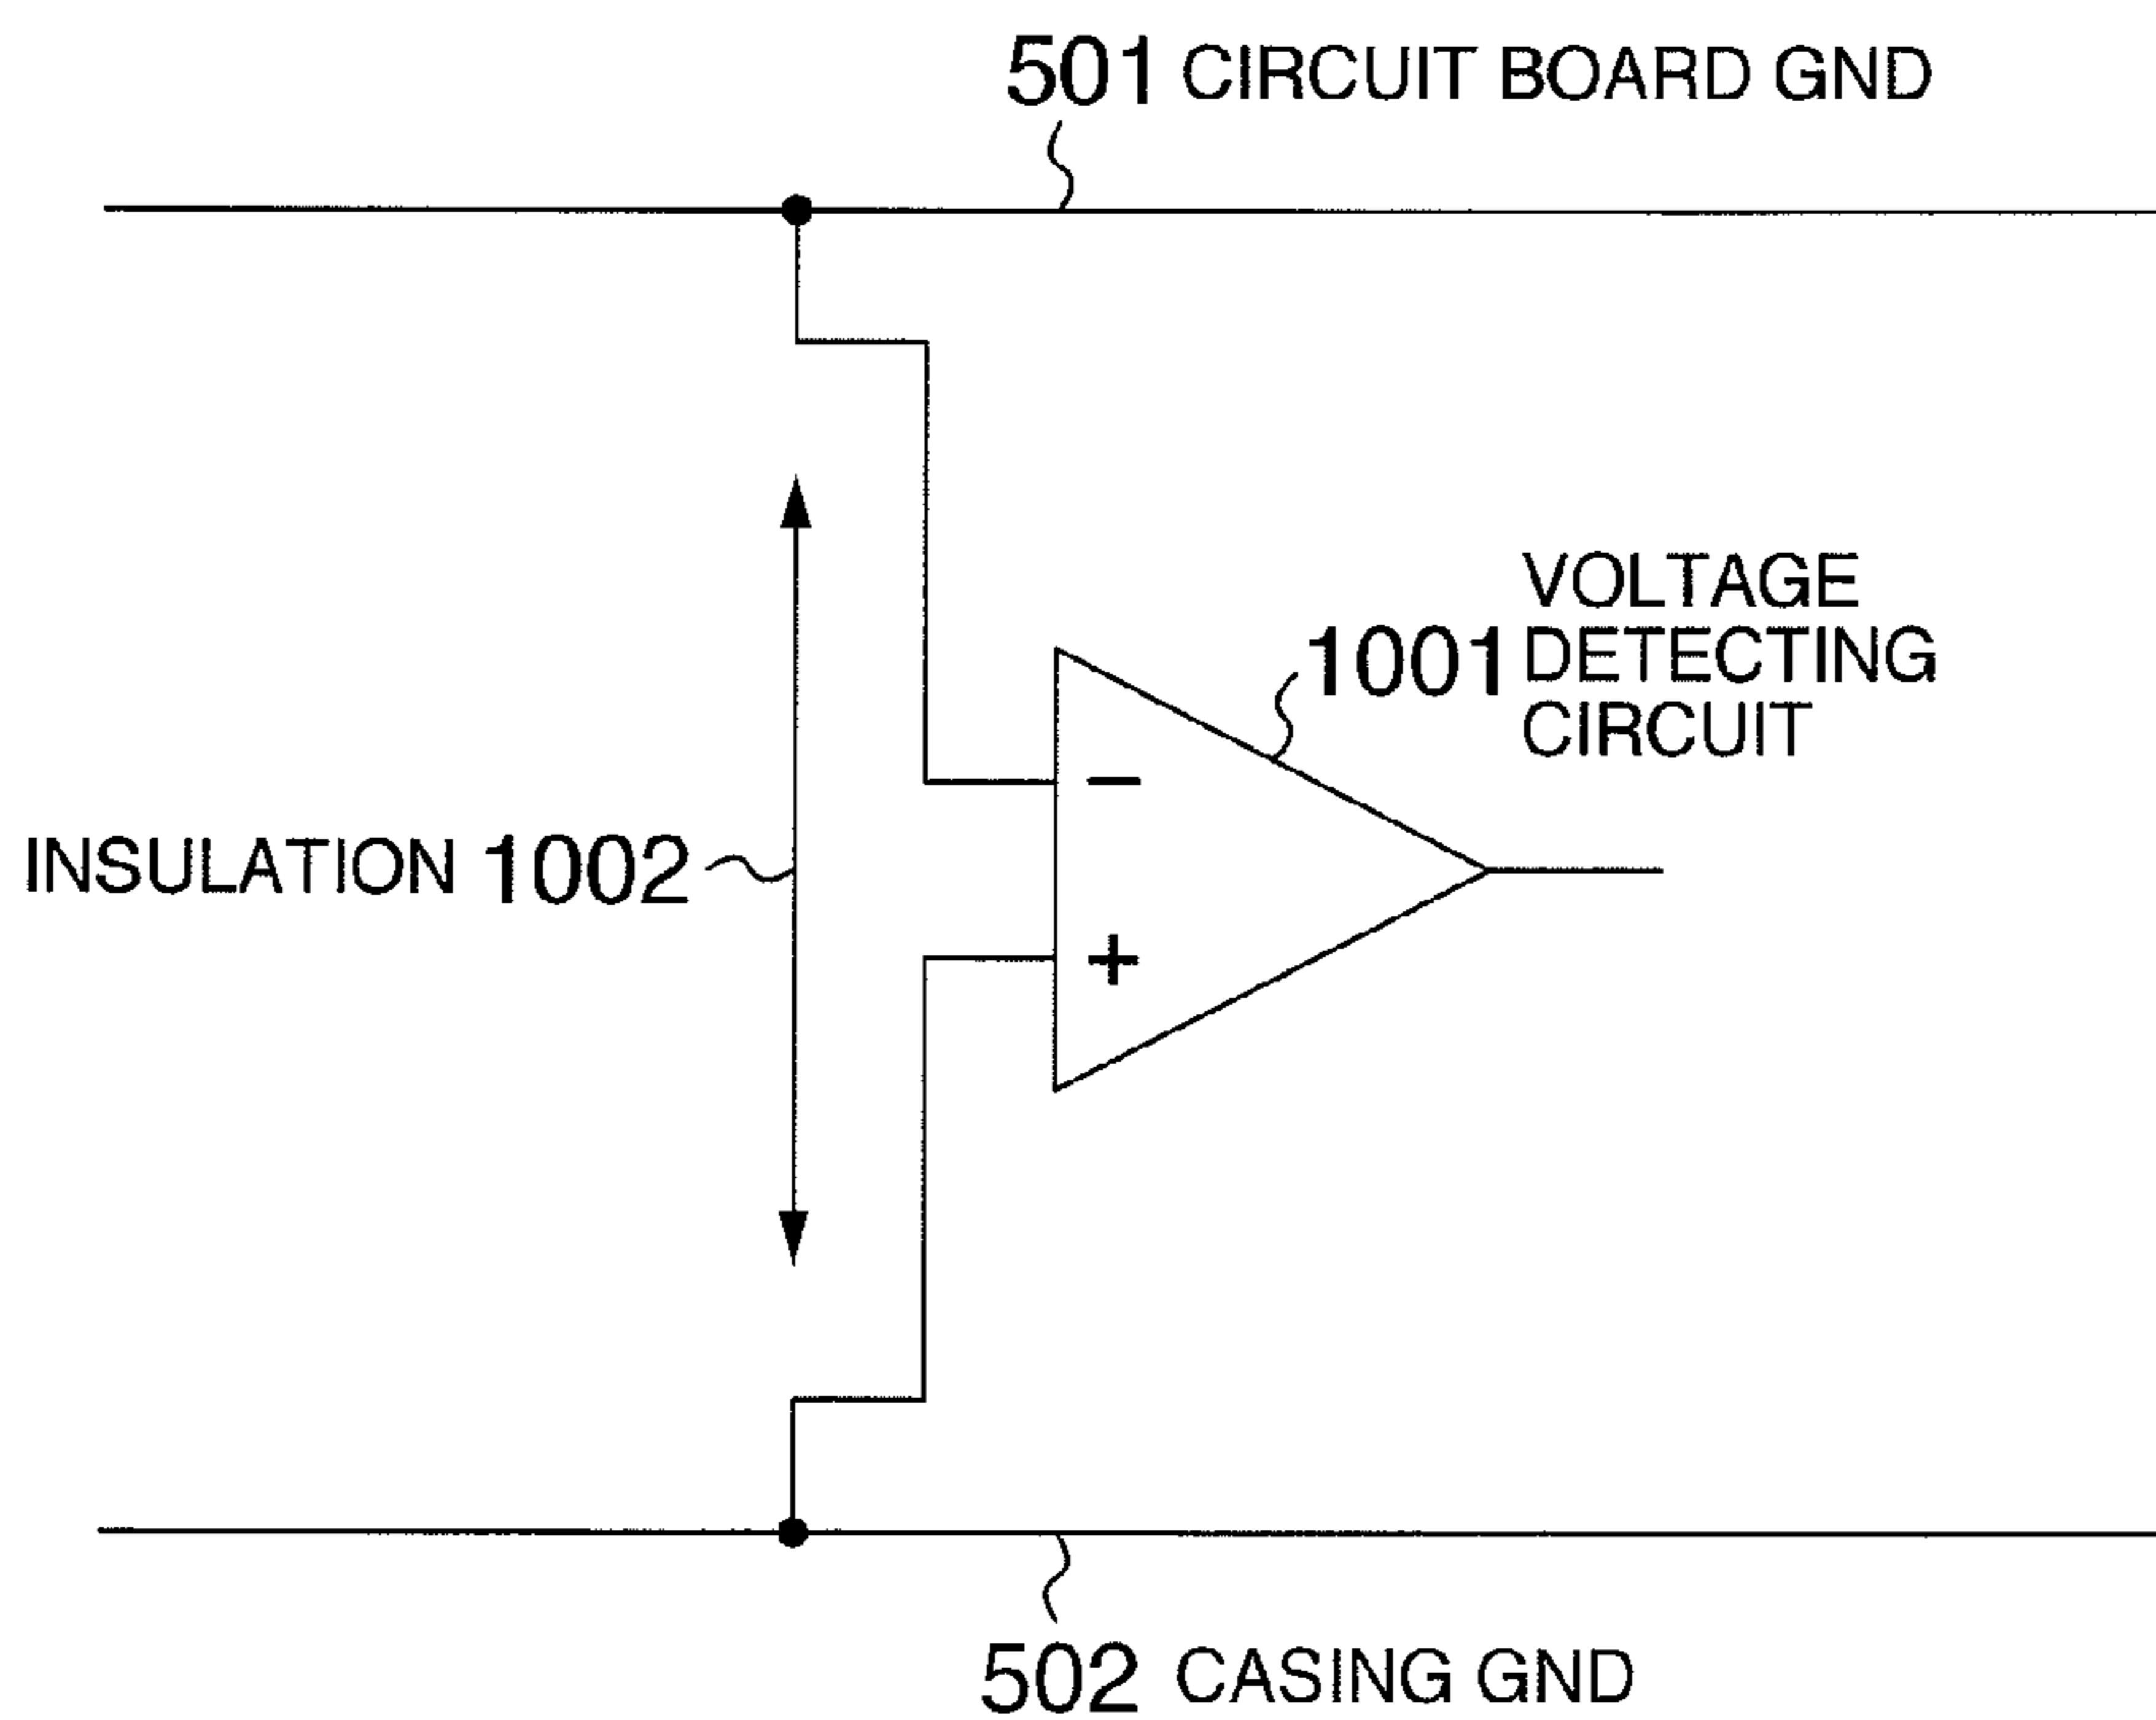 501 CIRCUIT BOARD GND
VOLTAGE
1001 DETECTING
CIRCUIT
−
INSULATION 1002
+
502 CASING GND